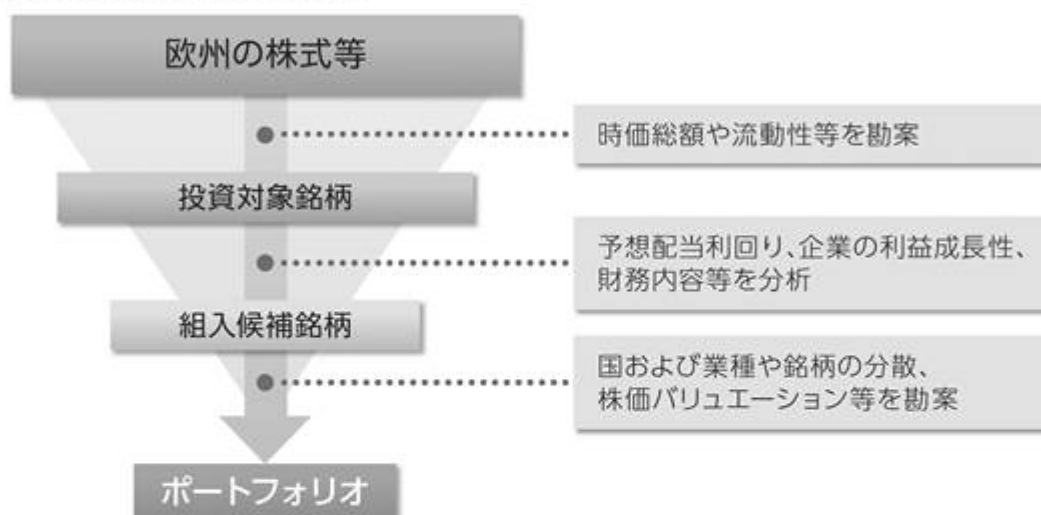 欧州の株式等
時価総額や流動性等を勘案
投資対象銘柄
予想配当利回り、企業の利益成長性、
財務内容等を分析
組入候補銘柄
国および業種や銘柄の分散、
株価バリュエーション等を勘案
ポートフォリオ